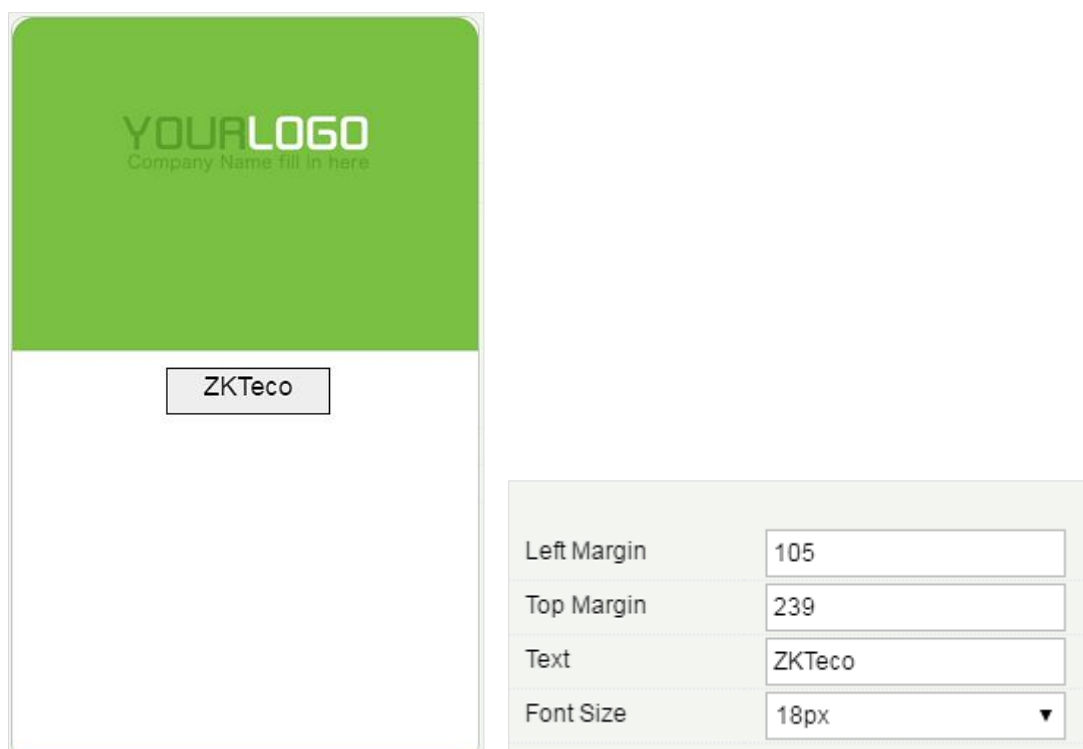 YOURLOGO
Company Name fill in here
ZKTeco
Left Margin 105
Top Margin 239
Text ZKTeco
Font Size 18px